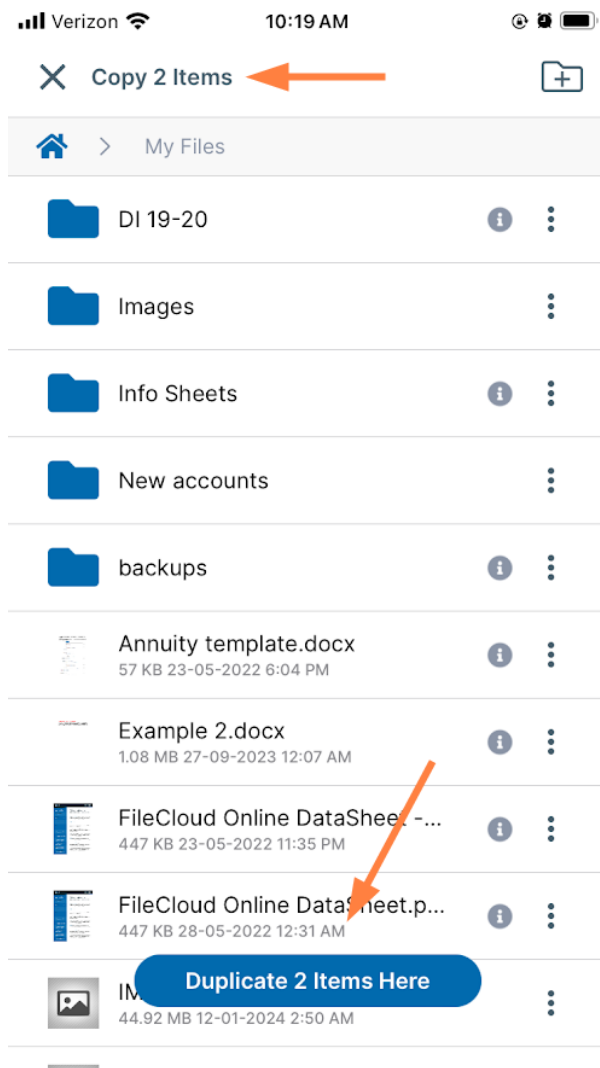 Verizon 10:19 AM
Copy 2 Items
My Files
DI 19-20
Images
Info Sheets
New accounts
backups
Annuity template.docx
57 KB 23-05-2022 6:04 PM
Example 2.docx
1.08 MB 27-09-2023 12:07 AM
FileCloud Online DataSheet -...
447 KB 23-05-2022 11:35 PM
FileCloud Online DataSheet.p...
447 KB 28-05-2022 12:31 AM
Duplicate 2 Items Here
44.92 MB 12-01-2024 2:50 AM